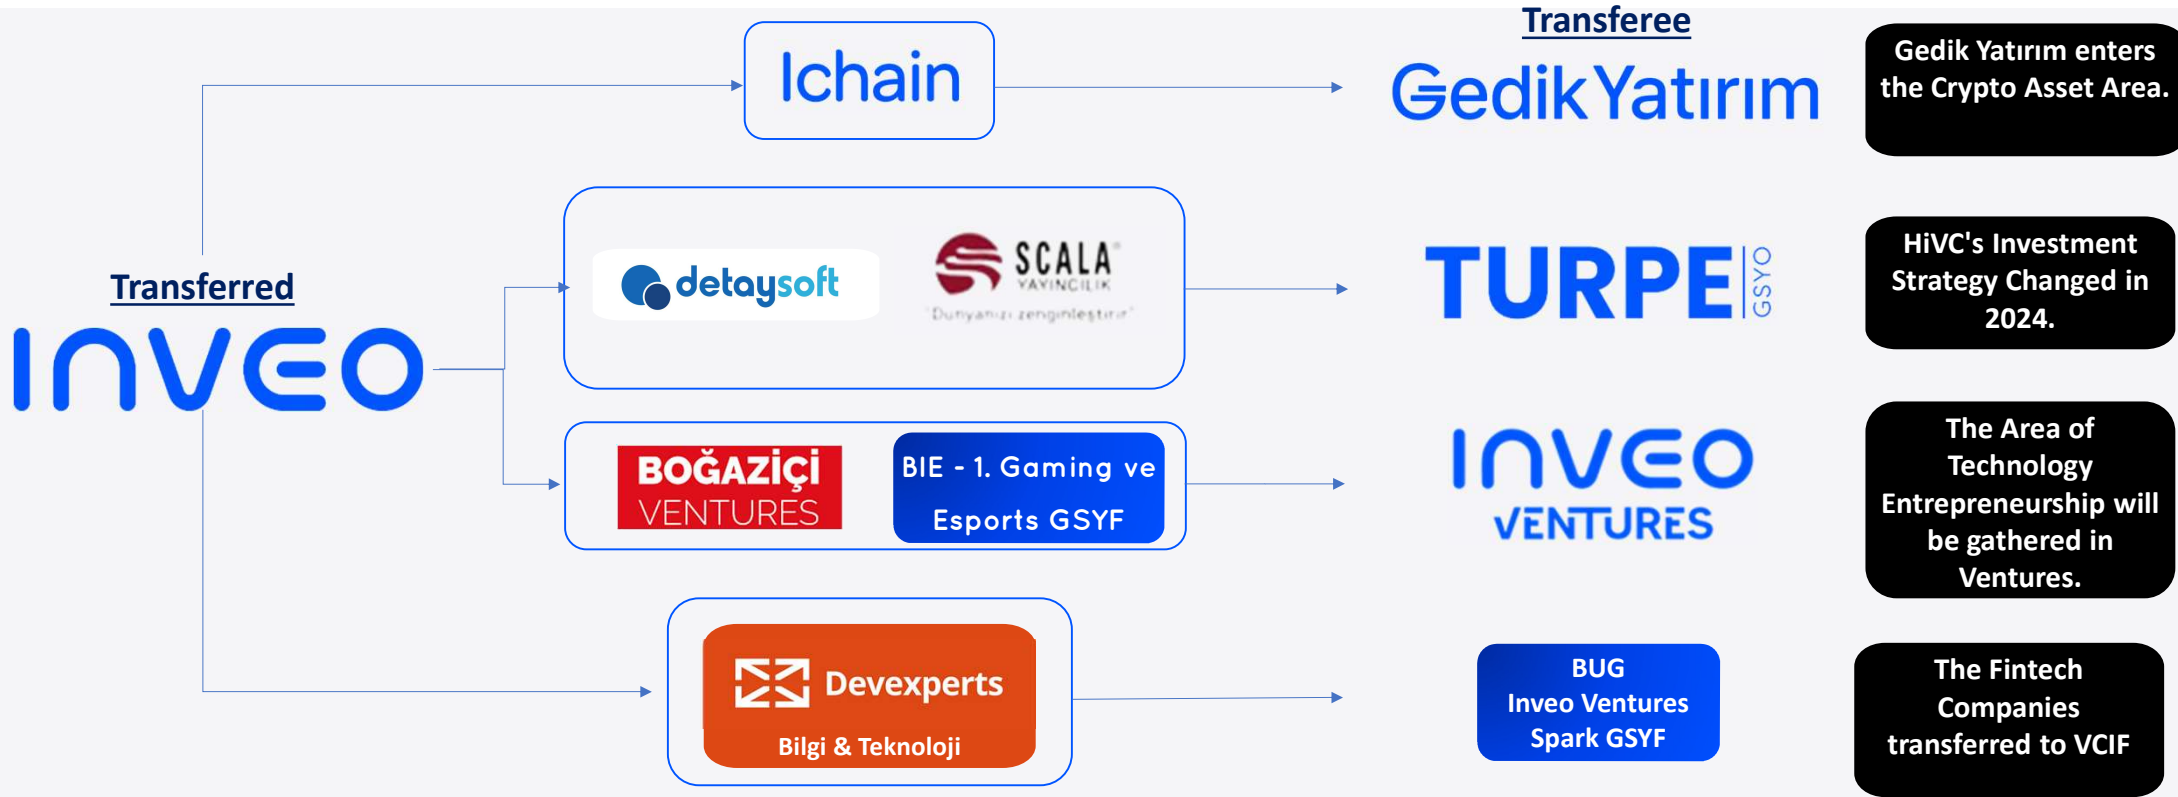 Transferee
Ichain
Gedik Yatırım
Gedik Yatırım enters
the Crypto Asset Area.
Transferred
INVEO
detaysoft
SCALA
YAYINCILIK
"Dünyanızı zenginleştirir"
TURPE
GSYO
HiVC's Investment
Strategy Changed in
2024.
BOĞAZİÇİ
VENTURES
BIE - 1. Gaming ve
Esports GSYF
INVEO
VENTURES
The Area of
Technology
Entrepreneurship will
be gathered in
Ventures.
Devexperts
Bilgi & Teknoloji
BUG
Inveo Ventures
Spark GSYF
The Fintech
Companies
transferred to VCIF